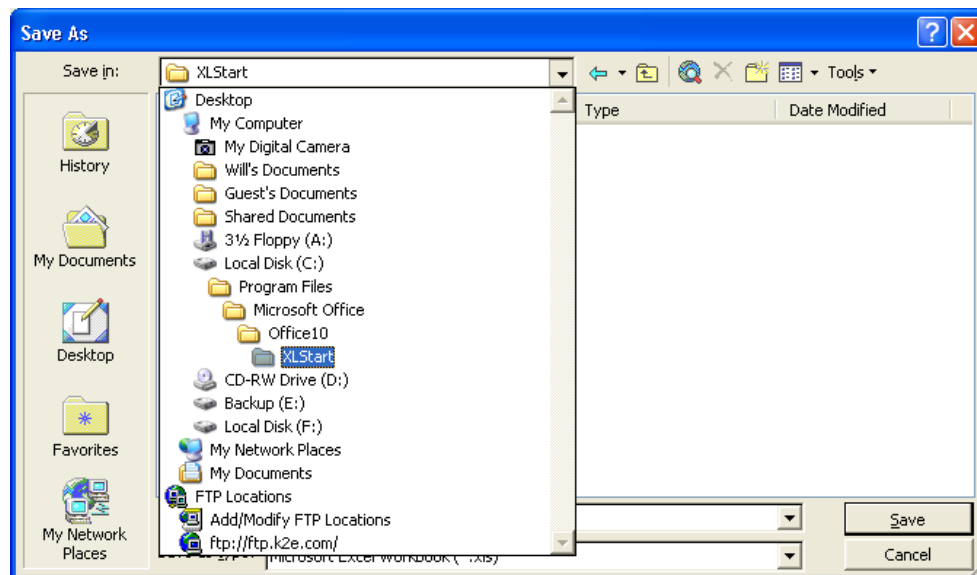 Save As
Save in:
XLStart
Tools
Type
Date Modified
History
My Documents
Desktop
Favorites
My Network
Places
Desktop
My Computer
My Digital Camera
Will's Documents
Guest's Documents
Shared Documents
3½ Floppy (A:)
Local Disk (C:)
Program Files
Microsoft Office
Office10
XLStart
CD-RW Drive (D:)
Backup (E:)
Local Disk (F:)
My Network Places
My Documents
FTP Locations
Add/Modify FTP Locations
ftp://ftp.k2e.com/
Save
Microsoft Excel Workbook (*.xls)
Cancel